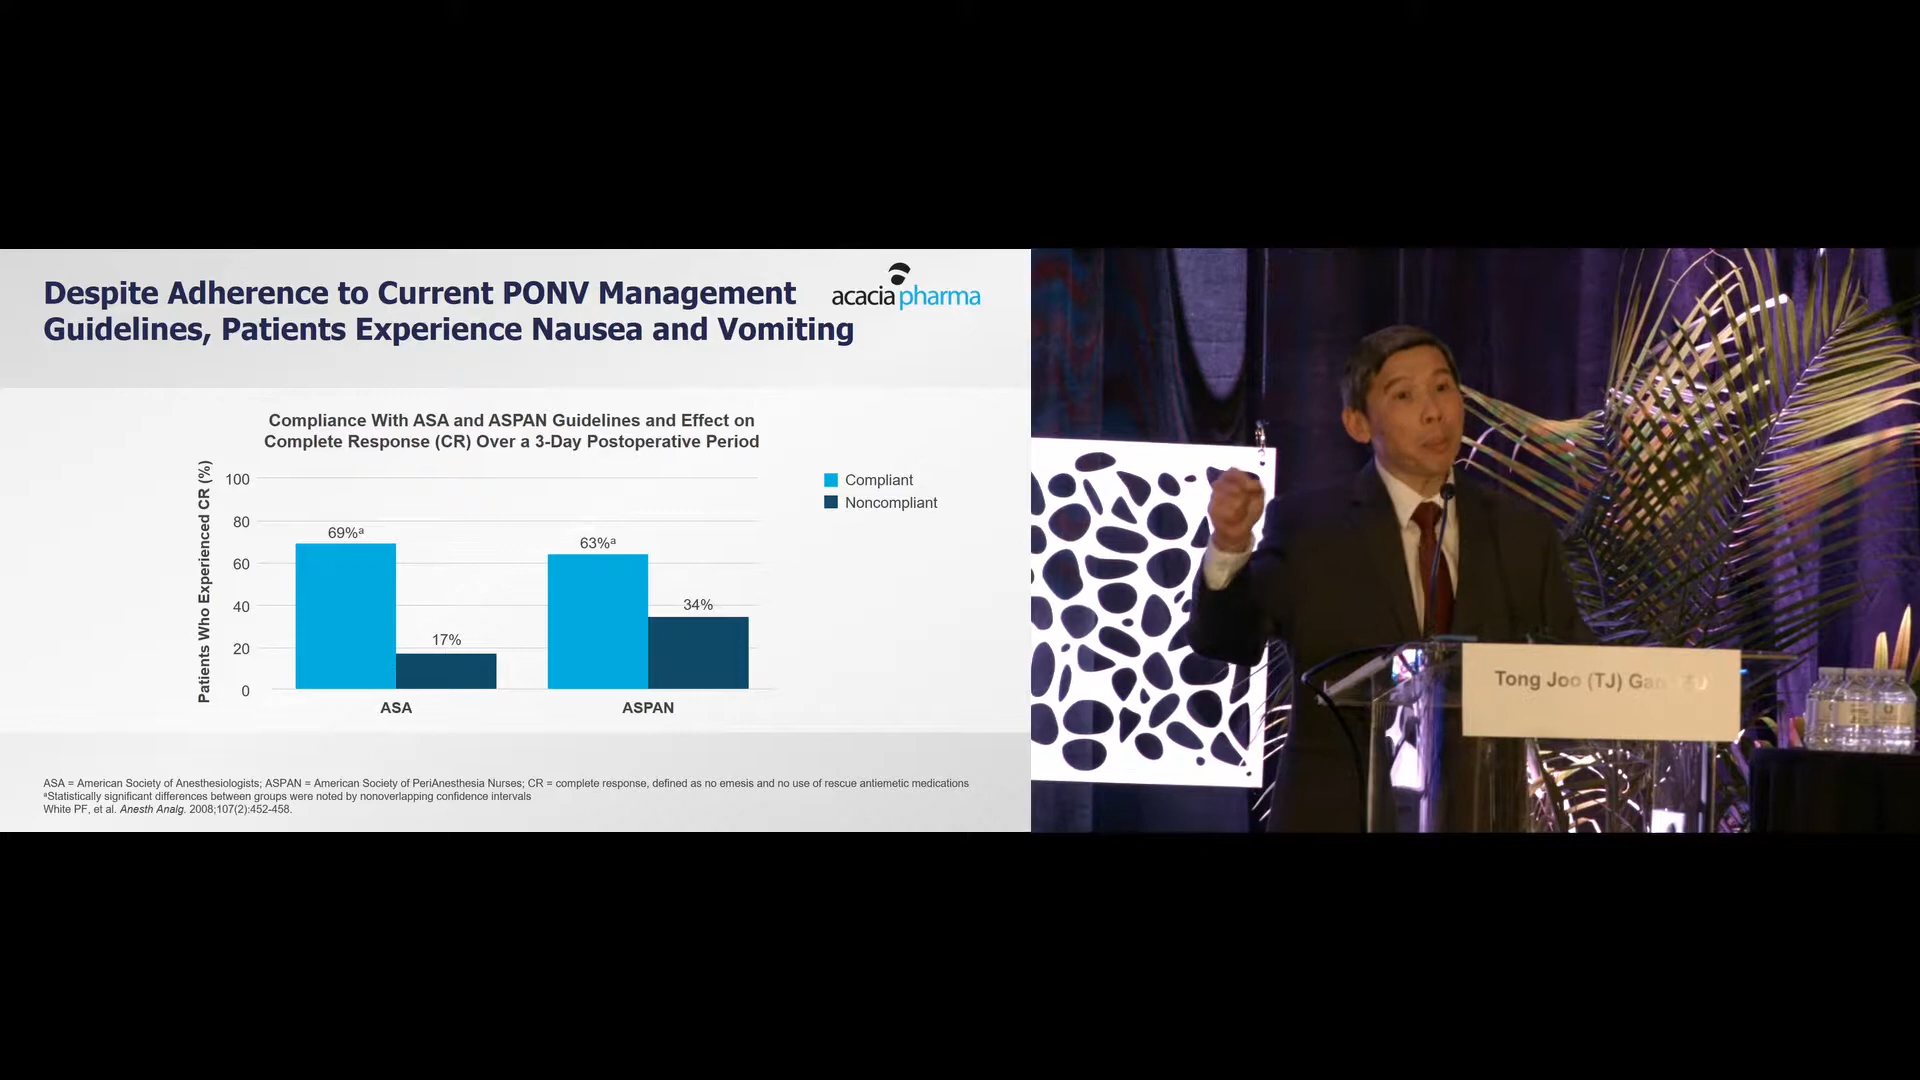 Despite Adherence to Current PONV Management
Guidelines, Patients Experience Nausea and Vomiting
acacia pharma
Compliance With ASA and ASPAN Guidelines and Effect on
Complete Response (CR) Over a 3-Day Postoperative Period
Patients Who Experienced CR (%)
100
80
60
40
20
0
69%ᵃ
17%
63%ᵃ
34%
ASA
ASPAN
Compliant
Noncompliant
ASA = American Society of Anesthesiologists; ASPAN = American Society of PeriAnesthesia Nurses; CR = complete response, defined as no emesis and no use of rescue antiemetic medications
ᵃStatistically significant differences between groups were noted by nonoverlapping confidence intervals
White PF, et al. Anesth Analg. 2008;107(2):452-458.
Tong Joo (TJ)